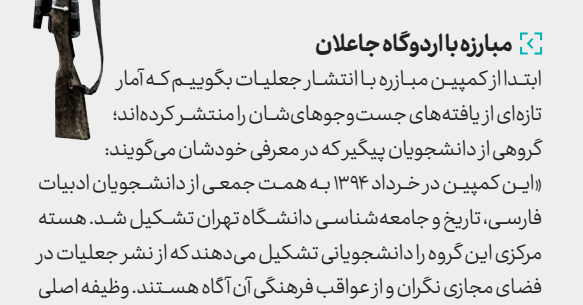 مبارزه با اردوگاه جاعلان
ابتدا از کمپین مبارزه با انتشار جعلیات بگوییم که آمار
تازه‌ای از یافته‌های جست‌وجوهای‌شان را منتشر کرده‌اند؛
گروهی از دانشجویان پیگیر که در معرفی خودشان می‌گویند:
«این کمپین در خرداد ۱۳۹۴ به همت جمعی از دانشجویان ادبیات
فارسی، تاریخ و جامعه‌شناسی دانشگاه تهران تشکیل شد. هسته
مرکزی این گروه را دانشجویانی تشکیل می‌دهند که از نشر جعلیات در
فضای مجازی نگران و از عواقب فرهنگی آن آگاه هستند. وظیفه اصلی